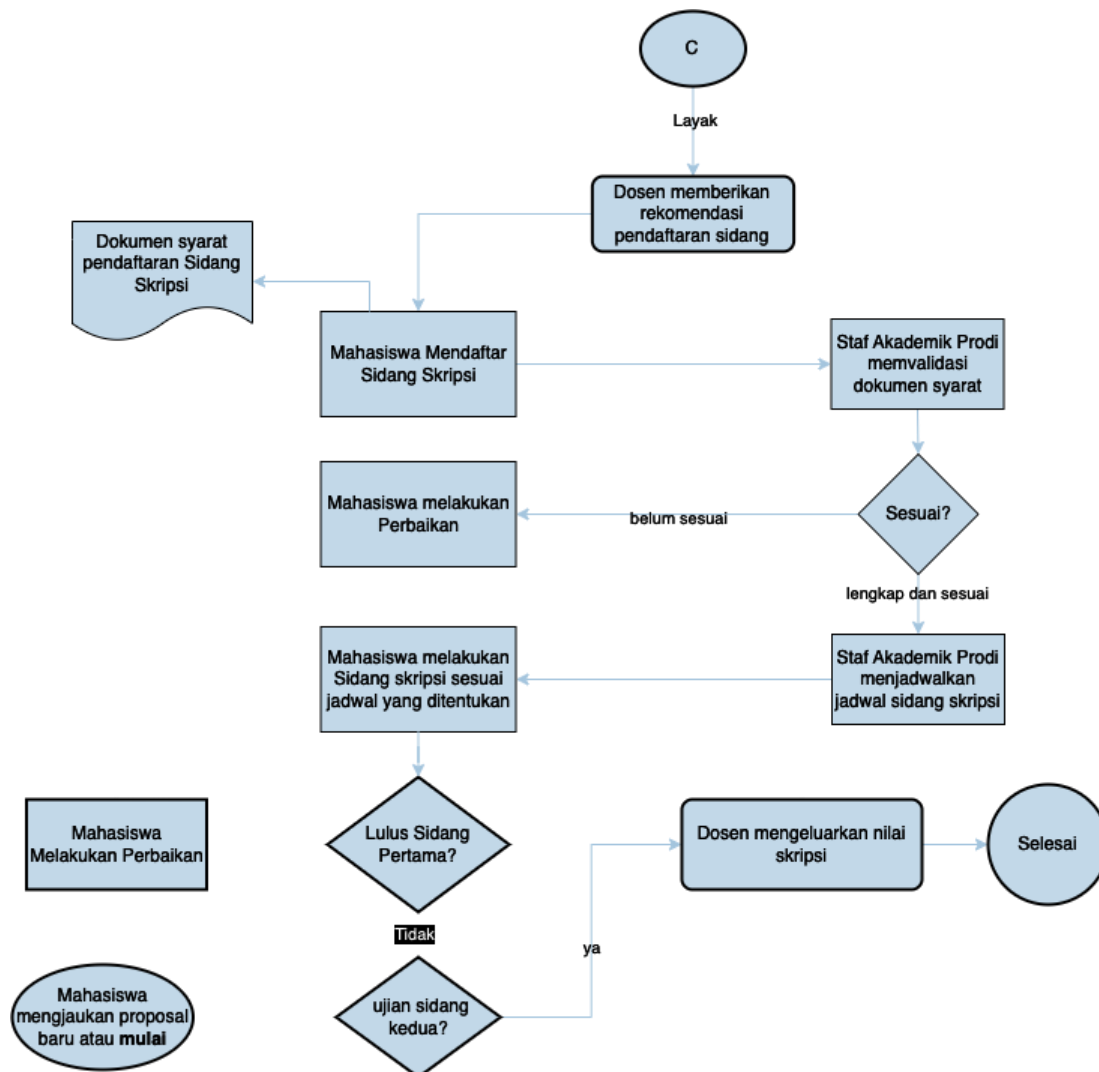 C
Layak
Dosen memberikan
rekomendasi
pendaftaran sidang
Dokumen syarat
pendaftaran Sidang
Skripsi
Mahasiswa Mendaftar
Sidang Skripsi
Staf Akademik Prodi
memvalidasi
dokumen syarat
Mahasiswa melakukan
Perbaikan
belum sesuai
Sesuai?
lengkap dan sesuai
Mahasiswa melakukan
Sidang skripsi sesuai
jadwal yang ditentukan
Staf Akademik Prodi
menjadwalkan
jadwal sidang skripsi
Mahasiswa
Melakukan Perbaikan
Lulus Sidang
Pertama?
Dosen mengeluarkan nilai
skripsi
Selesai
Tidak
ya
Mahasiswa
mengjaukan proposal
baru atau mulai
ujian sidang
kedua?